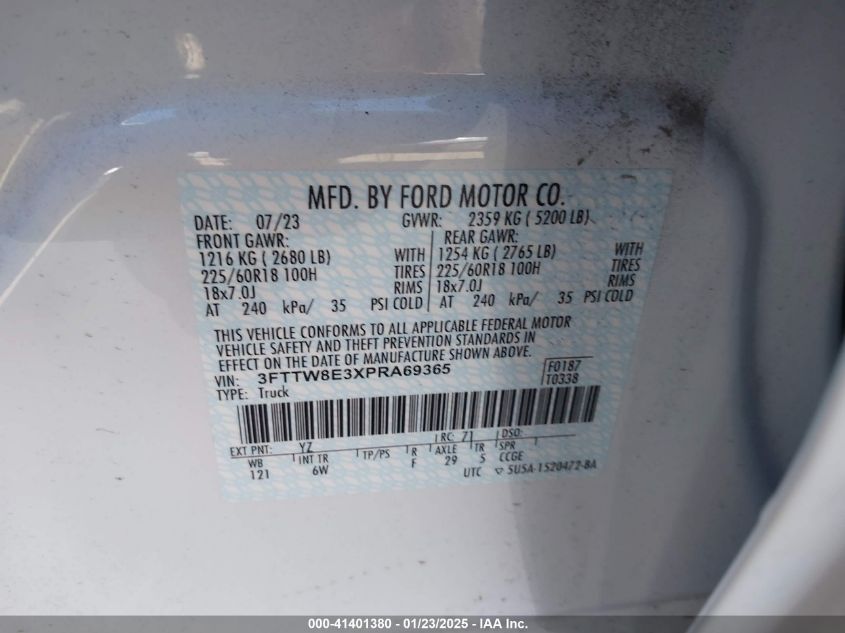 MFD. BY FORD MOTOR CO.
DATE: 07/23 GVWR: 2359 KG ( 5200 LB)
FRONT GAWR: REAR GAWR:
1216 KG ( 2680 LB) WITH 1254 KG ( 2765 LB) WITH
225/60R18 100H TIRES 225/60R18 100H TIRES
18x7.0J RIMS 18x7.0J RIMS
AT 240 kPa/ 35 PSI COLD AT 240 kPa/ 35 PSI COLD
THIS VEHICLE CONFORMS TO ALL APPLICABLE FEDERAL MOTOR
VEHICLE SAFETY AND THEFT PREVENTION STANDARDS IN
EFFECT ON THE DATE OF MANUFACTURE SHOWN ABOVE.
VIN: 3FTTW8E3XPRA69365 F0187
TYPE: Truck T0338
EXT PNT: YZ RC: 71 DSO:
WB INT TR TP/PS R AXLE TR SPR
121 6W F 29 5 CCGE
UTC 5U5A-1520472-BA
000-41401380 - 01/23/2025 - IAA Inc.